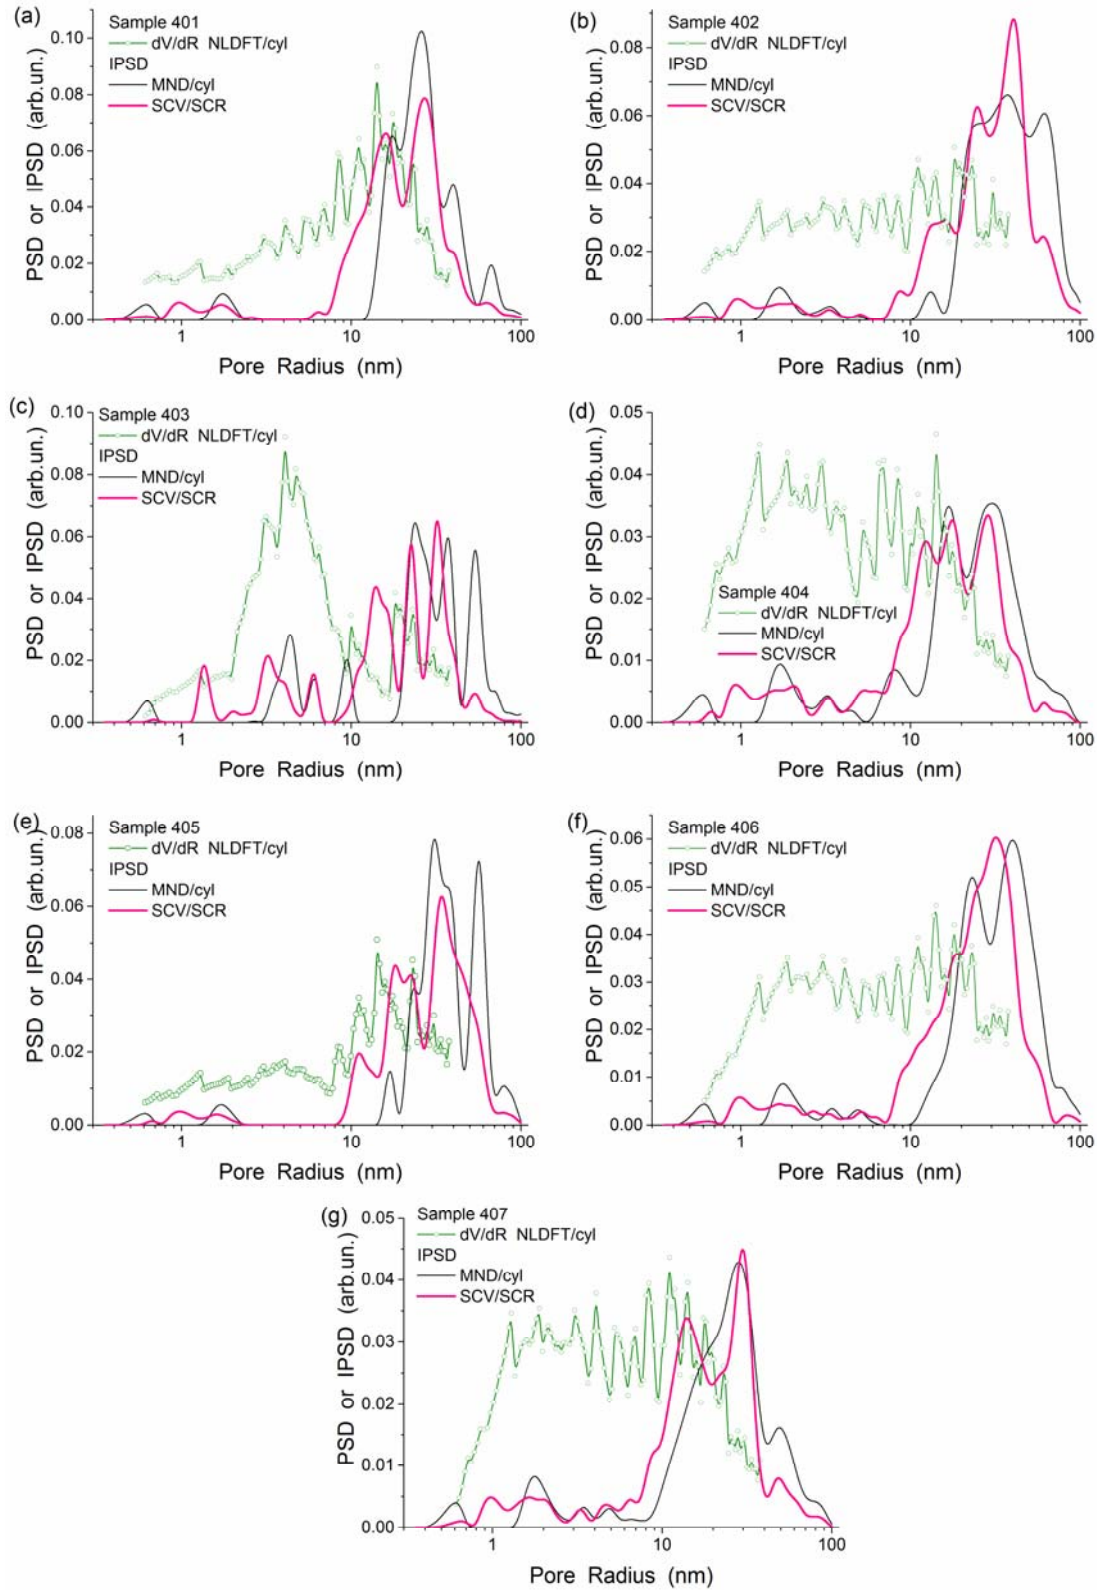 (a)
Sample 401
dV/dR NLDFT/cyl
IPSD
MND/cyl
SCV/SCR
PSD or IPSD (arb.un.)
0.10
0.08
0.06
0.04
0.02
0.00
1 10 100
Pore Radius (nm)
(b)
Sample 402
dV/dR NLDFT/cyl
IPSD
MND/cyl
SCV/SCR
PSD or IPSD (arb.un.)
0.08
0.06
0.04
0.02
0.00
1 10 100
Pore Radius (nm)
(c)
Sample 403
dV/dR NLDFT/cyl
IPSD
MND/cyl
SCV/SCR
PSD or IPSD (arb.un.)
0.10
0.08
0.06
0.04
0.02
0.00
1 10 100
Pore Radius (nm)
(d)
Sample 404
dV/dR NLDFT/cyl
MND/cyl
SCV/SCR
PSD or IPSD (arb.un.)
0.05
0.04
0.03
0.02
0.01
0.00
1 10 100
Pore Radius (nm)
(e)
Sample 405
dV/dR NLDFT/cyl
IPSD
MND/cyl
SCV/SCR
PSD or IPSD (arb.un.)
0.08
0.06
0.04
0.02
0.00
1 10 100
Pore Radius (nm)
(f)
Sample 406
dV/dR NLDFT/cyl
IPSD
MND/cyl
SCV/SCR
PSD or IPSD (arb.un.)
0.06
0.05
0.04
0.03
0.02
0.01
0.00
1 10 100
Pore Radius (nm)
(g)
Sample 407
dV/dR NLDFT/cyl
IPSD
MND/cyl
SCV/SCR
PSD or IPSD (arb.un.)
0.05
0.04
0.03
0.02
0.01
0.00
1 10 100
Pore Radius (nm)